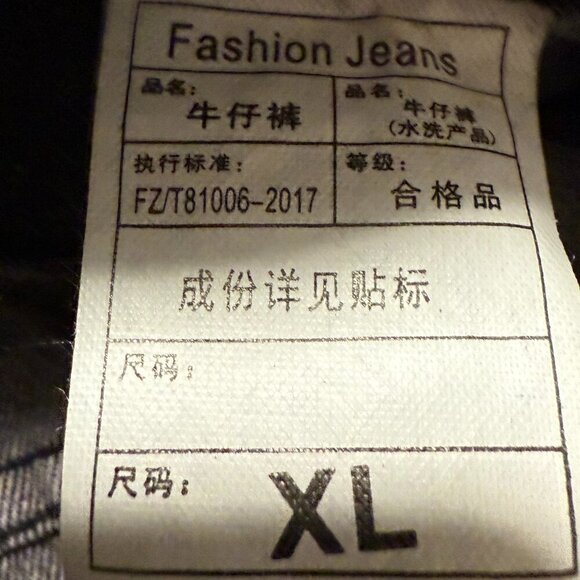 Fashion Jeans
品名：
牛仔裤
品名：
牛仔裤
(水洗产品)
执行标准：
FZ/T81006-2017
等级：
合格品
成份详见贴标
尺码：
尺码：
XL